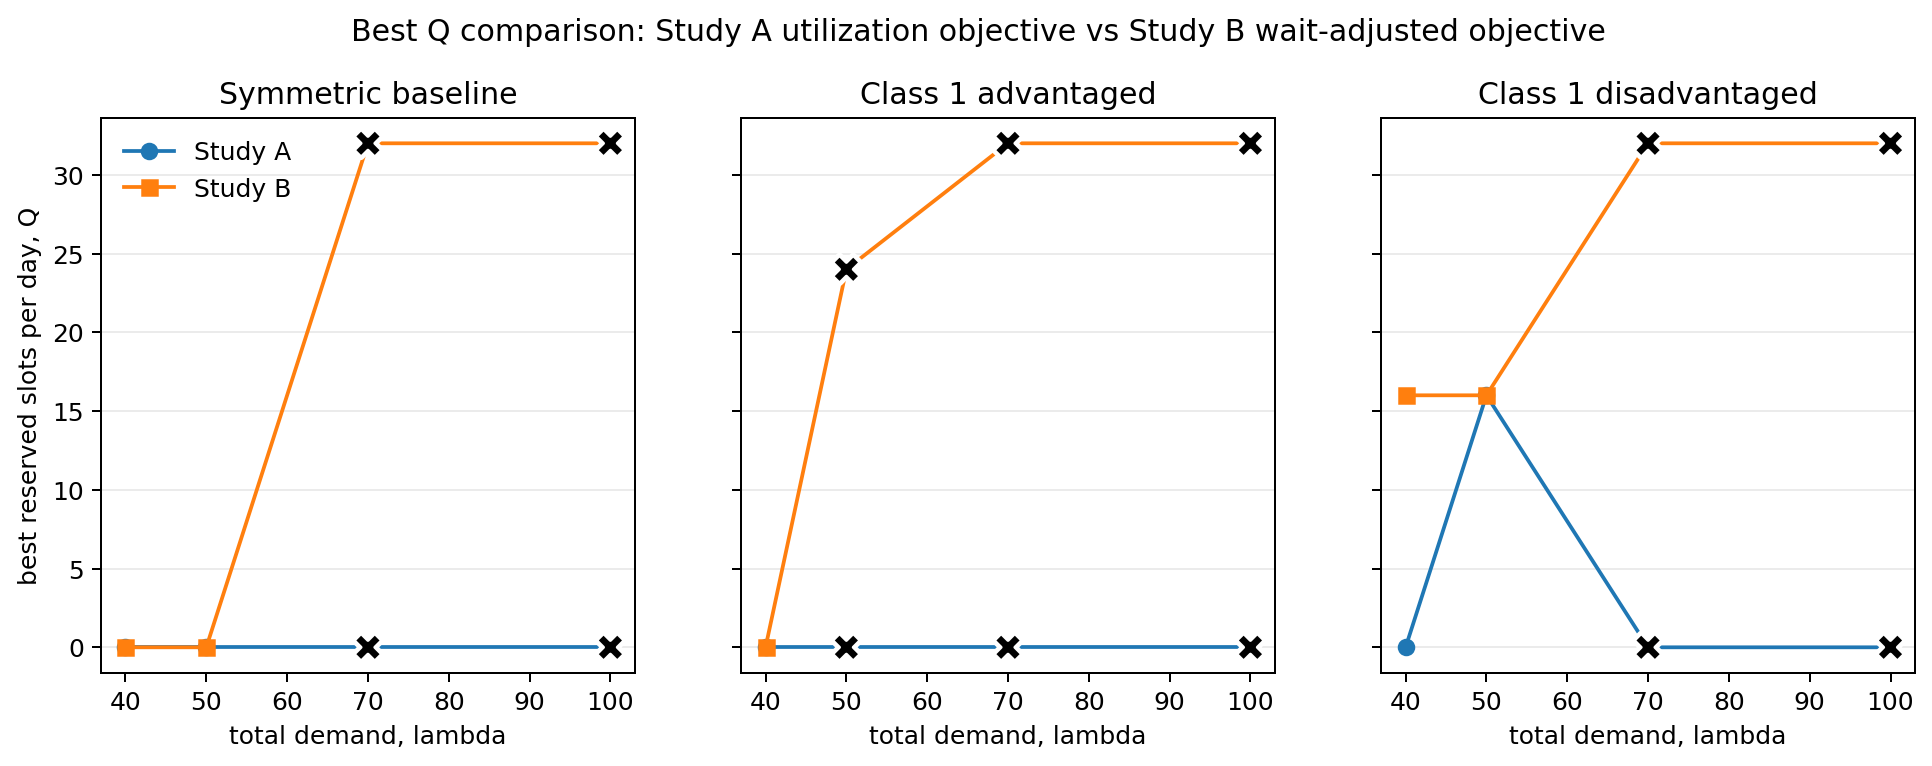 Best Q comparison: Study A utilization objective vs Study B wait-adjusted objective
Symmetric baseline
Class 1 advantaged
Class 1 disadvantaged
best reserved slots per day, Q
30
25
20
15
10
5
0
Study A
Study B
40 50 60 70 80 90 100
40 50 60 70 80 90 100
40 50 60 70 80 90 100
total demand, lambda
total demand, lambda
total demand, lambda